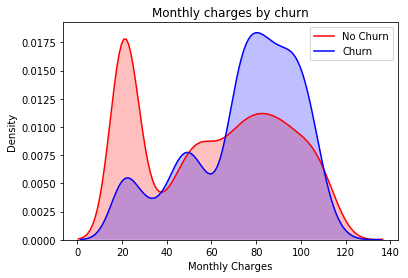 Monthly charges by churn
No Churn
Churn
Density
0.0175
0.0150
0.0125
0.0100
0.0075
0.0050
0.0025
0.0000
0 20 40 60 80 100 120 140
Monthly Charges